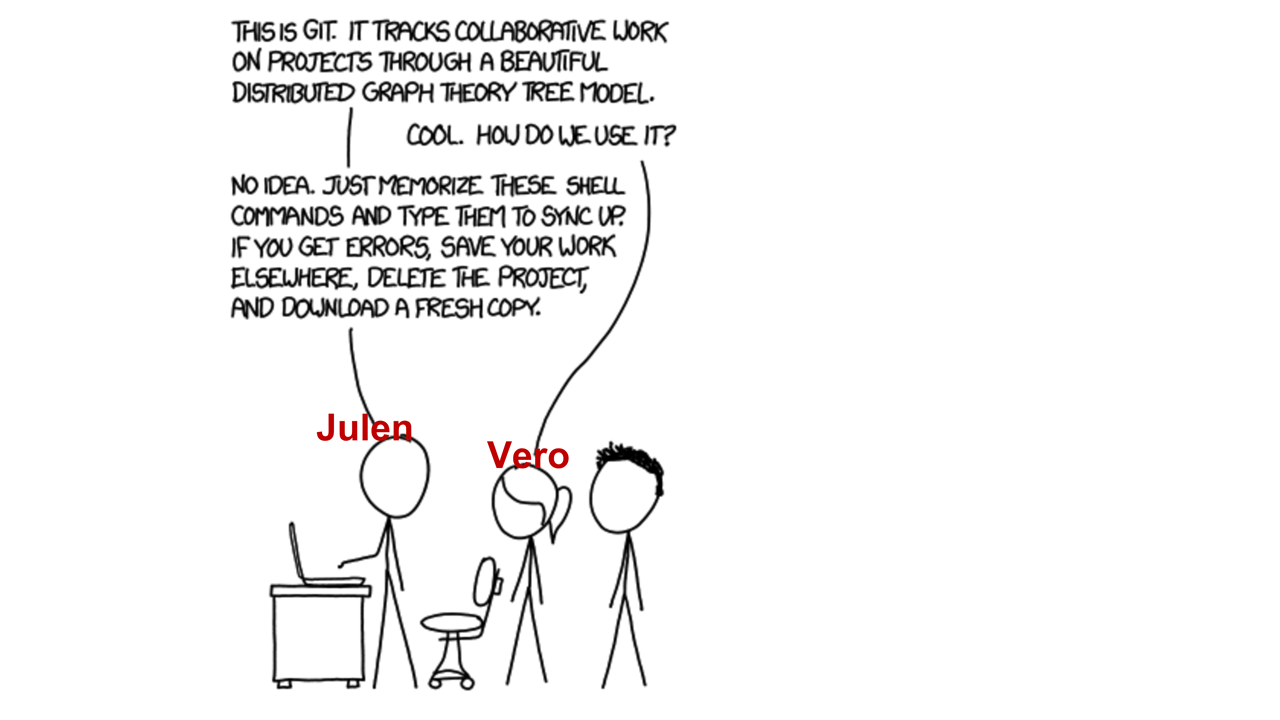 THIS IS GIT. IT TRACKS COLLABORATIVE WORK
ON PROJECTS THROUGH A BEAUTIFUL
DISTRIBUTED GRAPH THEORY TREE MODEL.
COOL. HOW DO WE USE IT?
NO IDEA. JUST MEMORIZE THESE SHELL
COMMANDS AND TYPE THEM TO SYNC UP.
IF YOU GET ERRORS, SAVE YOUR WORK
ELSEWHERE, DELETE THE PROJECT,
AND DOWNLOAD A FRESH COPY.
Julen
Vero